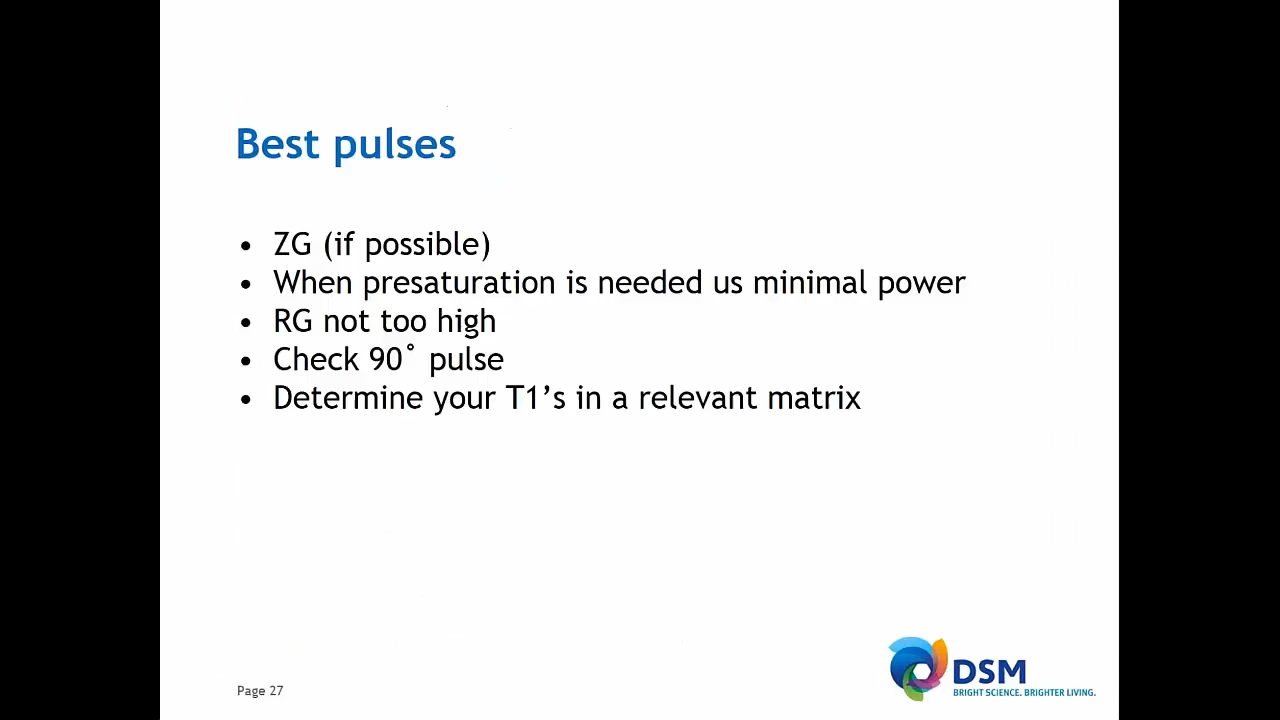 Best pulses
• ZG (if possible)
• When presaturation is needed us minimal power
• RG not too high
• Check 90˚ pulse
• Determine your T1’s in a relevant matrix
Page 27
DSM
BRIGHT SCIENCE. BRIGHTER LIVING.